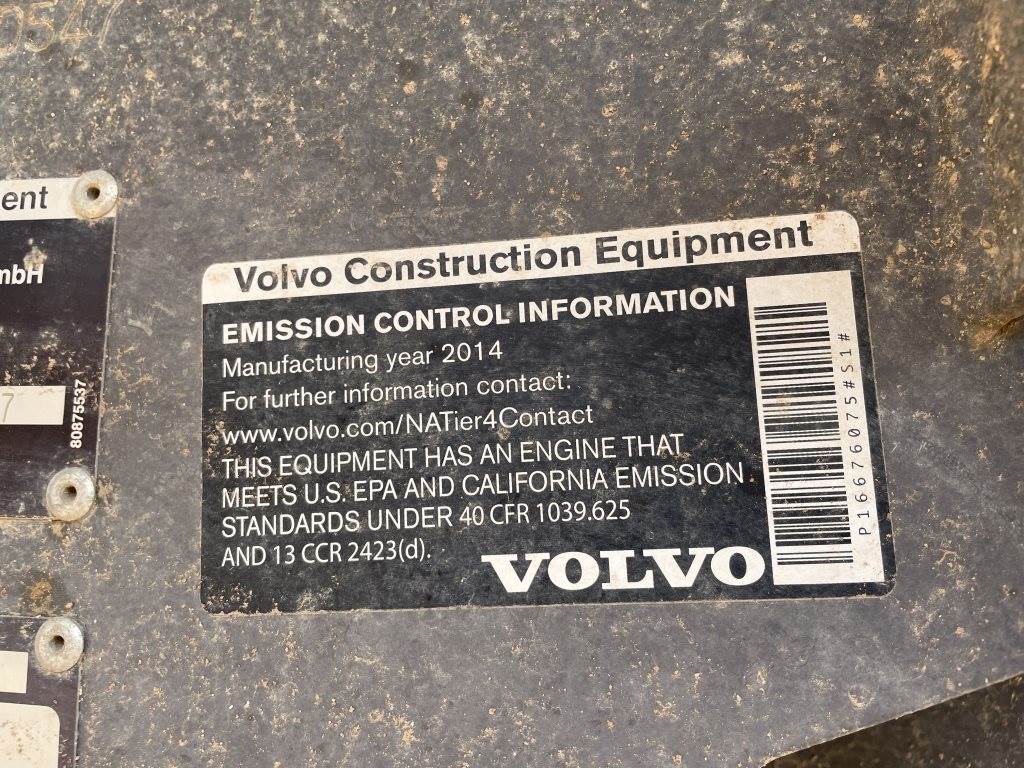 0547
ent
mbH
7
80875537
Volvo Construction Equipment
EMISSION CONTROL INFORMATION
Manufacturing year 2014
For further information contact:
www.volvo.com/NATier4Contact
THIS EQUIPMENT HAS AN ENGINE THAT
MEETS U.S. EPA AND CALIFORNIA EMISSION
STANDARDS UNDER 40 CFR 1039.625
AND 13 CCR 2423(d).
VOLVO
P16676075#S1#